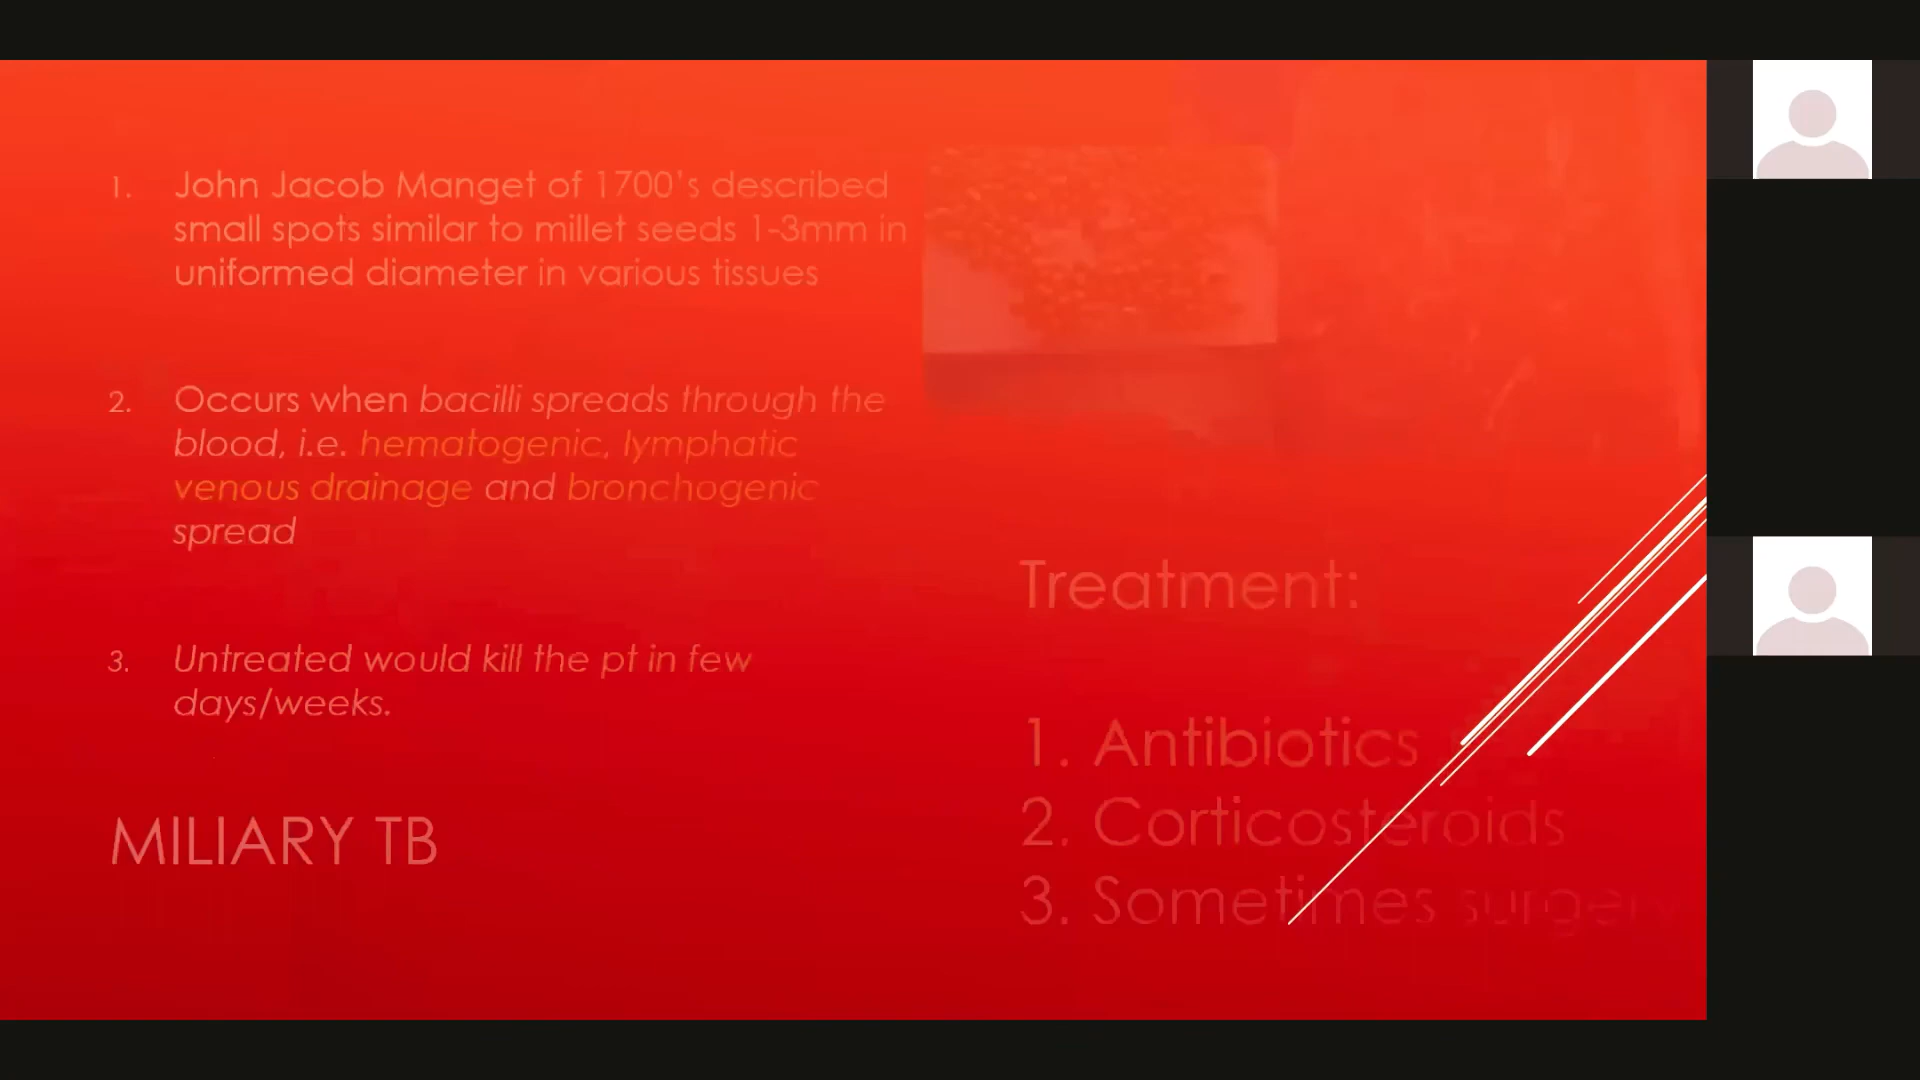 1. John Jacob Manget of 1700's described
small spots similar to millet seeds 1-3mm in
uniformed diameter in various tissues
2. Occurs when bacilli spreads through the
blood, i.e. hematogenic, lymphatic
venous drainage and bronchogenic
spread
3. Untreated would kill the pt in few
days/weeks.
MILIARY TB
Treatment:
1. Antibiotics
2. Corticosteroids
3. Sometimes surgery